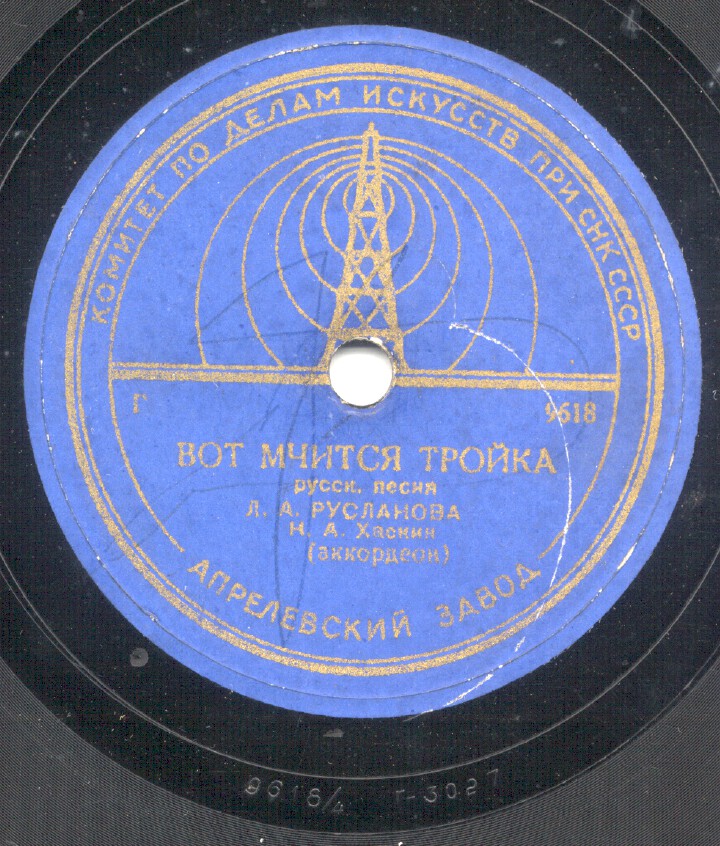 КОМИТЕТ ПО ДЕЛАМ ИСКУССТВ ПРИ СНК СССР
Г 9618
ВОТ МЧИТСЯ ТРОЙКА
русск. песня
Л. А. РУСЛАНОВА
Н. А. Хаскин
(аккордеон)
АПРЕЛЕВСКИЙ ЗАВОД
9618/4 Г-3027